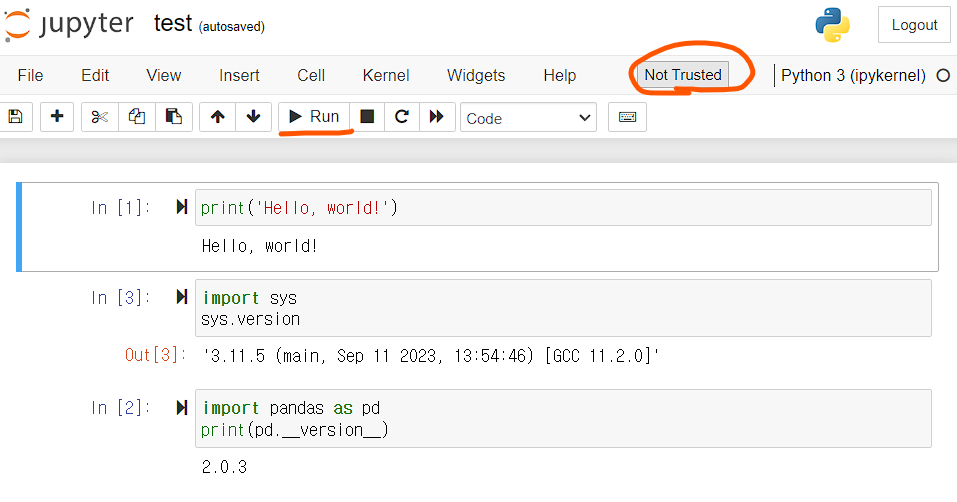 jupyter test (autosaved) Logout
File Edit View Insert Cell Kernel Widgets Help Not Trusted Python 3 (ipykernel)
Run Code
In [1]: print('Hello, world!')
Hello, world!
In [3]: import sys
sys.version
Out[3]: '3.11.5 (main, Sep 11 2023, 13:54:46) [GCC 11.2.0]'
In [2]: import pandas as pd
print(pd.__version__)
2.0.3